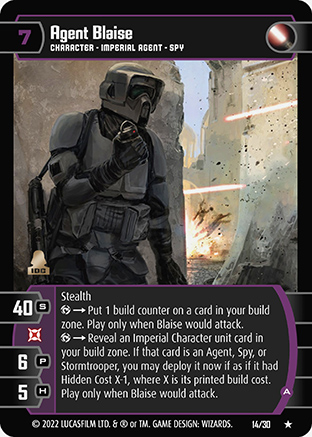 7
Agent Blaise
CHARACTER • IMPERIAL AGENT • SPY
100
40 S
6 P
5 H
Stealth
→ Put 1 build counter on a card in your build
zone. Play only when Blaise would attack.
→ Reveal an Imperial Character unit card in
your build zone. If that card is an Agent, Spy, or
Stormtrooper, you may deploy it now as if it had
Hidden Cost X-1, where X is its printed build cost.
Play only when Blaise would attack.
A
© 2022 LUCASFILM LTD. & ® or TM. GAME DESIGN: WIZARDS.
14/30